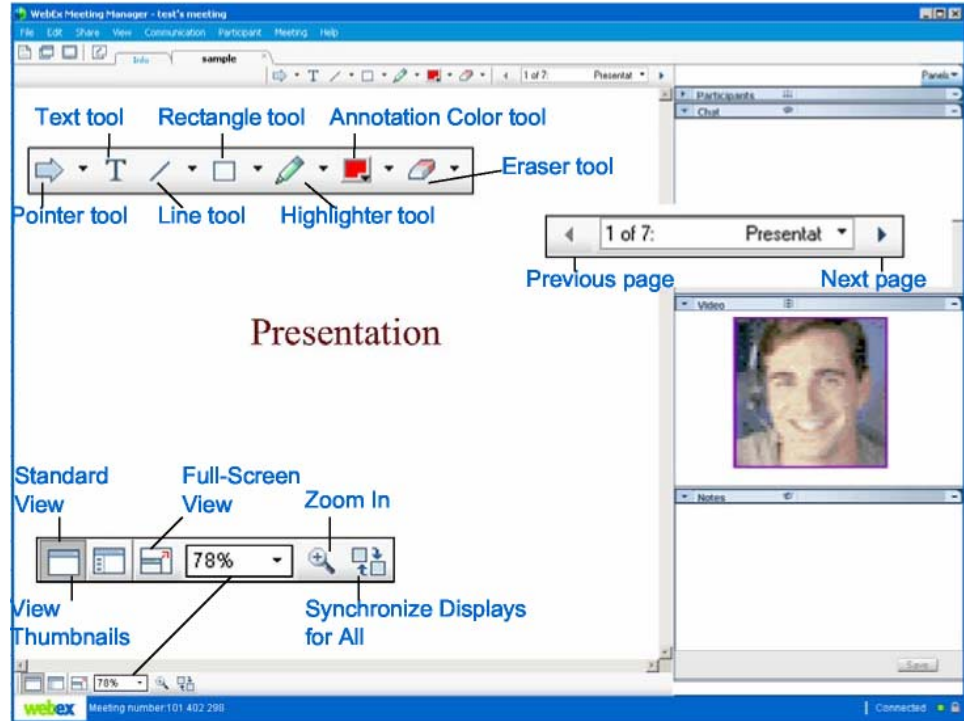 WebEx Meeting Manager - test's meeting
File Edit Share View Communication Participant Meeting Help
Info sample
T 1 of 7: Presentat Panels
Participants
Chat
Text tool Rectangle tool Annotation Color tool
T
Eraser tool
Pointer tool Line tool Highlighter tool
1 of 7: Presentat
Previous page Next page
Video
Presentation
Standard View
Full-Screen View
Zoom In
Notes
78%
View Thumbnails
Synchronize Displays for All
Save
78%
webex Meeting number:101 402 298 Connected